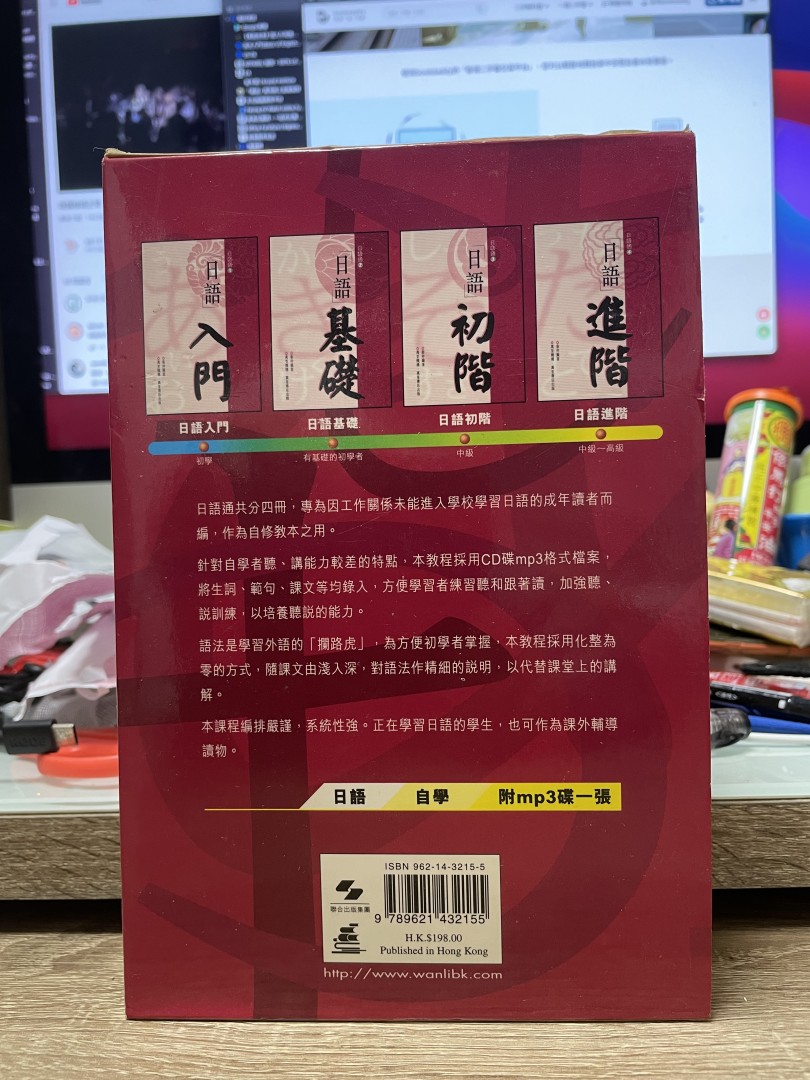 日語
入門
日語
基礎
日語
初階
日語
進階
日語入門
日語基礎
日語初階
日語進階
初學
有基礎的初學者
中級
中級—高級
日語通共分四冊，專為因工作關係未能進入學校學習日語的成年讀者而
編，作為自修教本之用。
針對自學者聽、講能力較差的特點，本教程採用CD碟mp3格式檔案，
將生詞、範句、課文等均錄入，方便學習者練習聽和跟著讀，加強聽、
説訓練，以培養聽説的能力。
語法是學習外語的「攔路虎」，為方便初學者掌握，本教程採用化整為
零的方式，隨課文由淺入深，對語法作精細的説明，以代替課堂上的講
解。
本課程編排嚴謹，系統性強。正在學習日語的學生，也可作為課外輔導
讀物。
日語 自學 附mp3碟一張
ISBN 962-14-3215-5
9 789621 432155
聯合出版集團
H.K.$198.00
Published in Hong Kong
http://www.wanlibk.com